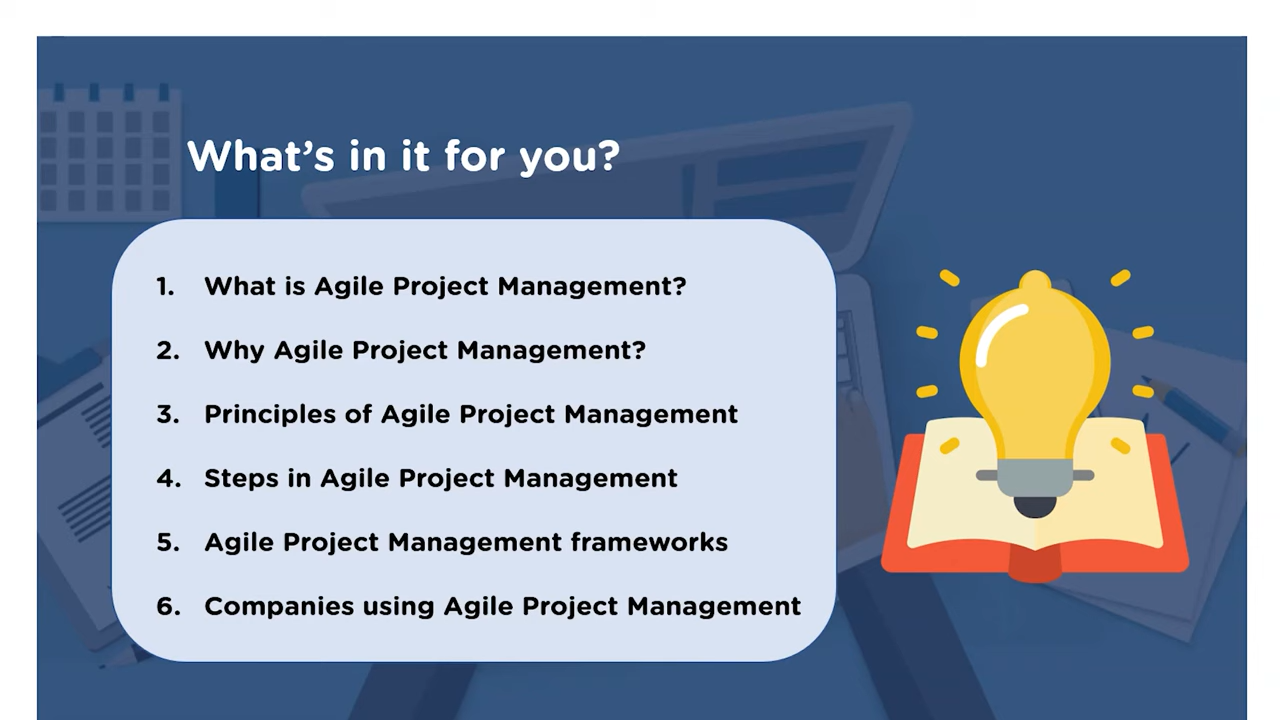 What's in it for you?
1. What is Agile Project Management?
2. Why Agile Project Management?
3. Principles of Agile Project Management
4. Steps in Agile Project Management
5. Agile Project Management frameworks
6. Companies using Agile Project Management